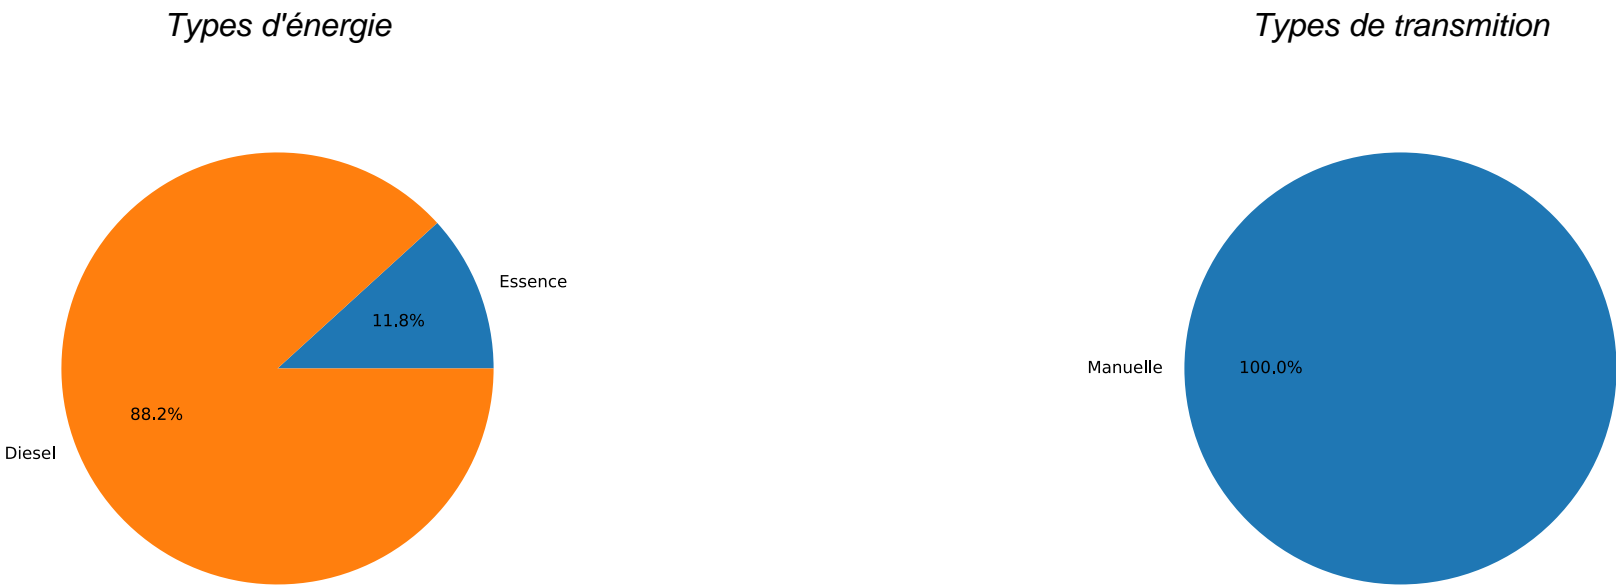 Types d'énergie
Types de transmition
Essence
11.8%
88.2%
Diesel
Manuelle
100.0%